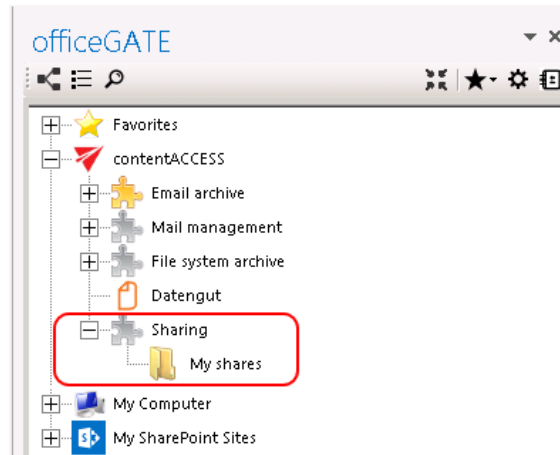 officeGATE
Favorites
contentACCESS
Email archive
Mail management
File system archive
Datengut
Sharing
My shares
My Computer
My SharePoint Sites